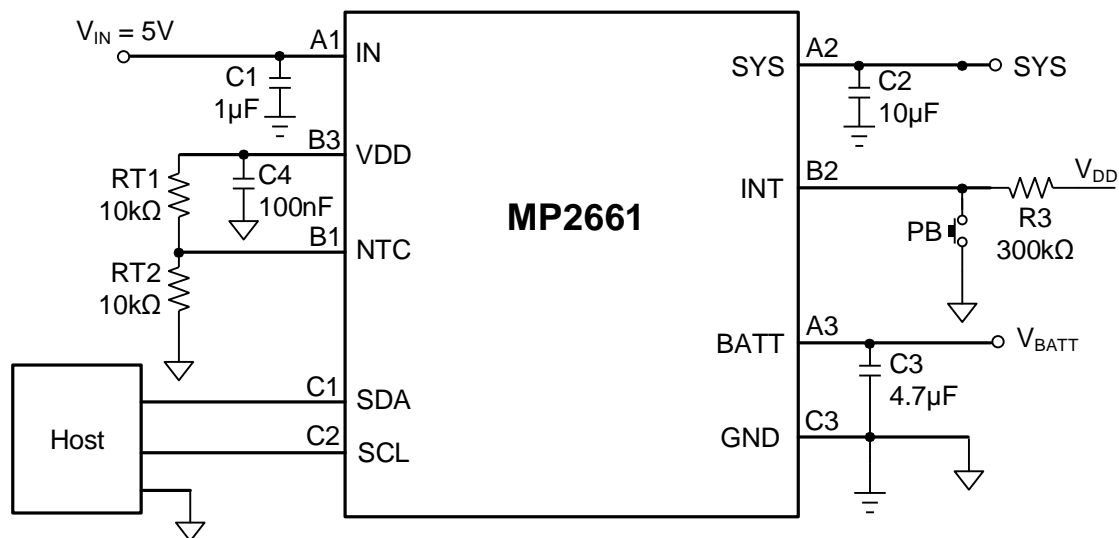 V_IN = 5V
A1
IN
C1
1µF
B3
VDD
RT1
10kΩ
C4
100nF
B1
NTC
RT2
10kΩ
Host
C1
SDA
C2
SCL
MP2661
SYS
A2
SYS
C2
10µF
INT
B2
V_DD
R3
300kΩ
PB
BATT
A3
V_BATT
C3
4.7µF
GND
C3